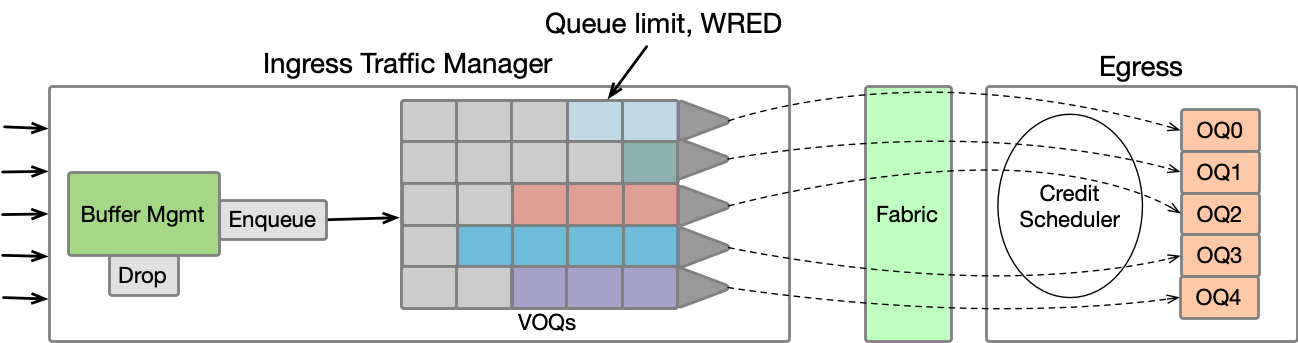 Queue limit, WRED
Ingress Traffic Manager
Egress
Buffer Mgmt
Enqueue
Drop
VOQs
Fabric
Credit
Scheduler
OQ0
OQ1
OQ2
OQ3
OQ4